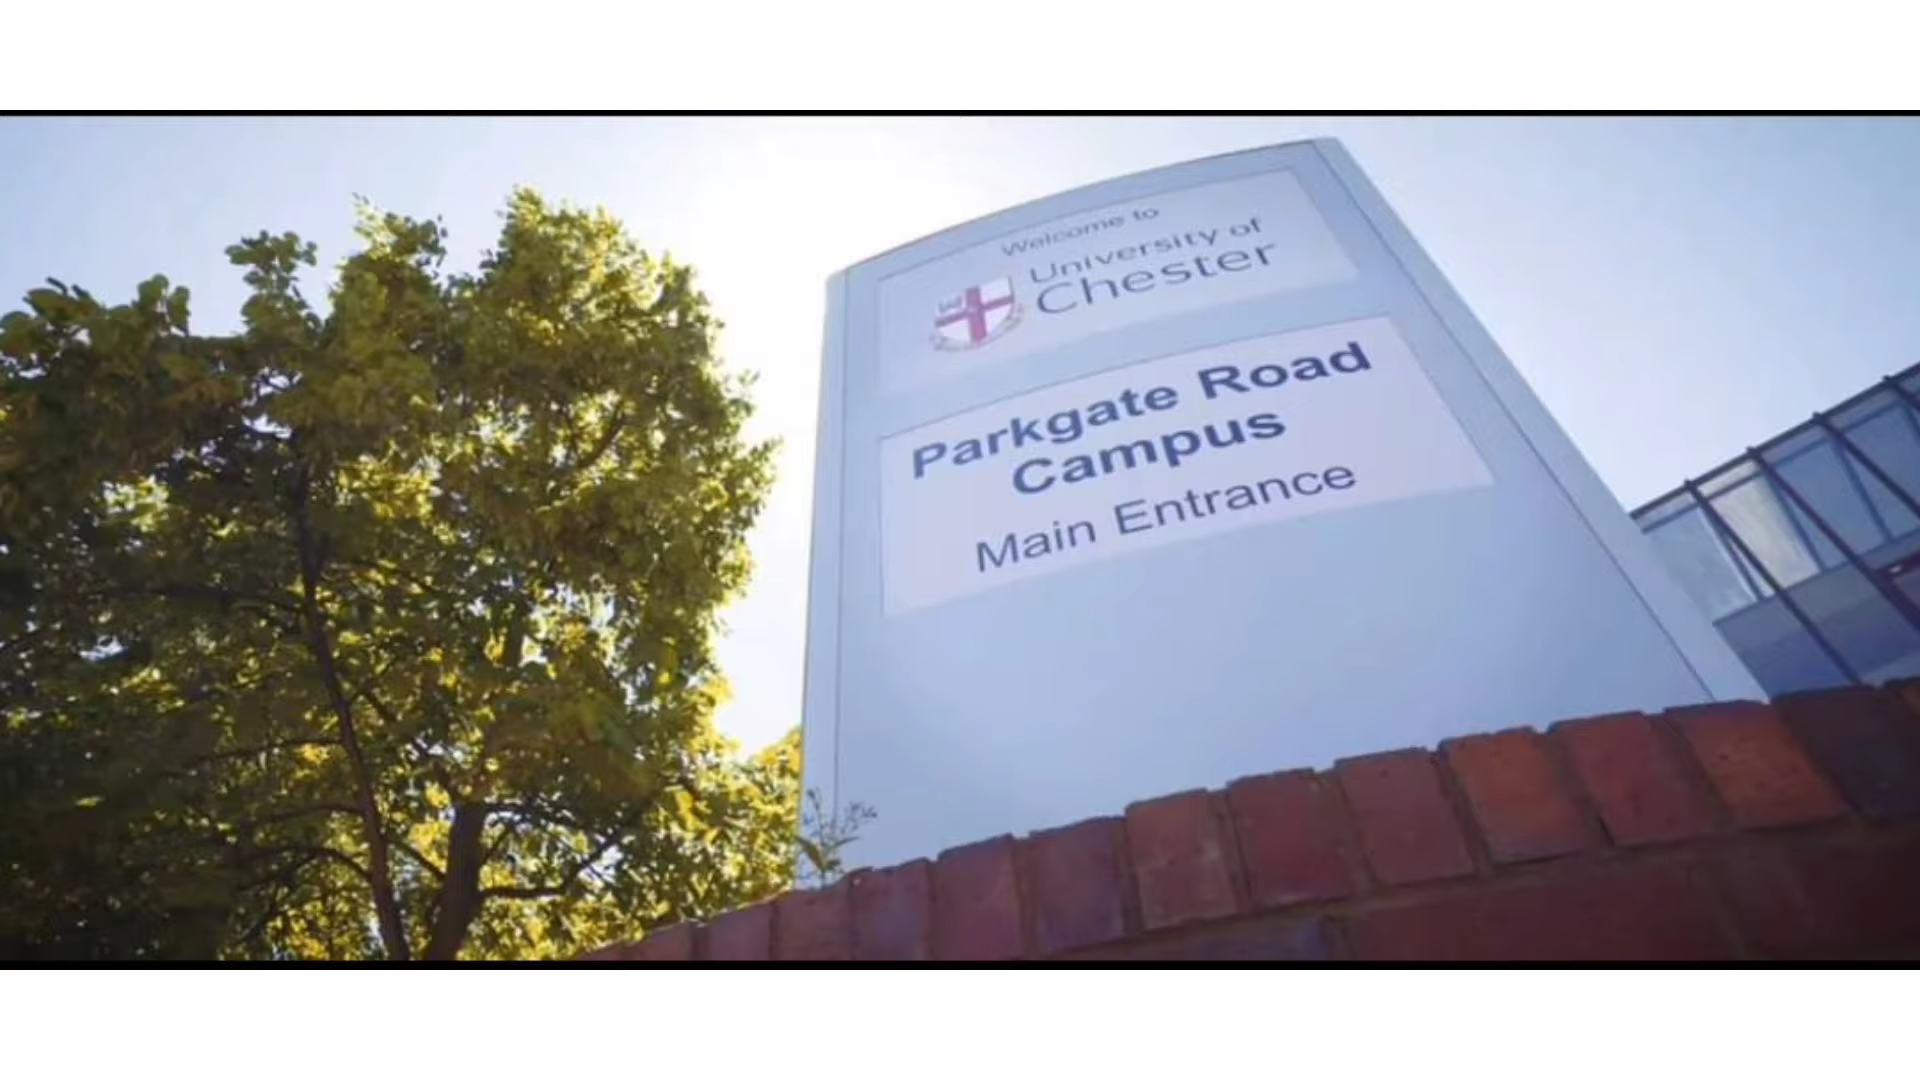 Welcome to
University of
Chester
Parkgate Road
Campus
Main Entrance